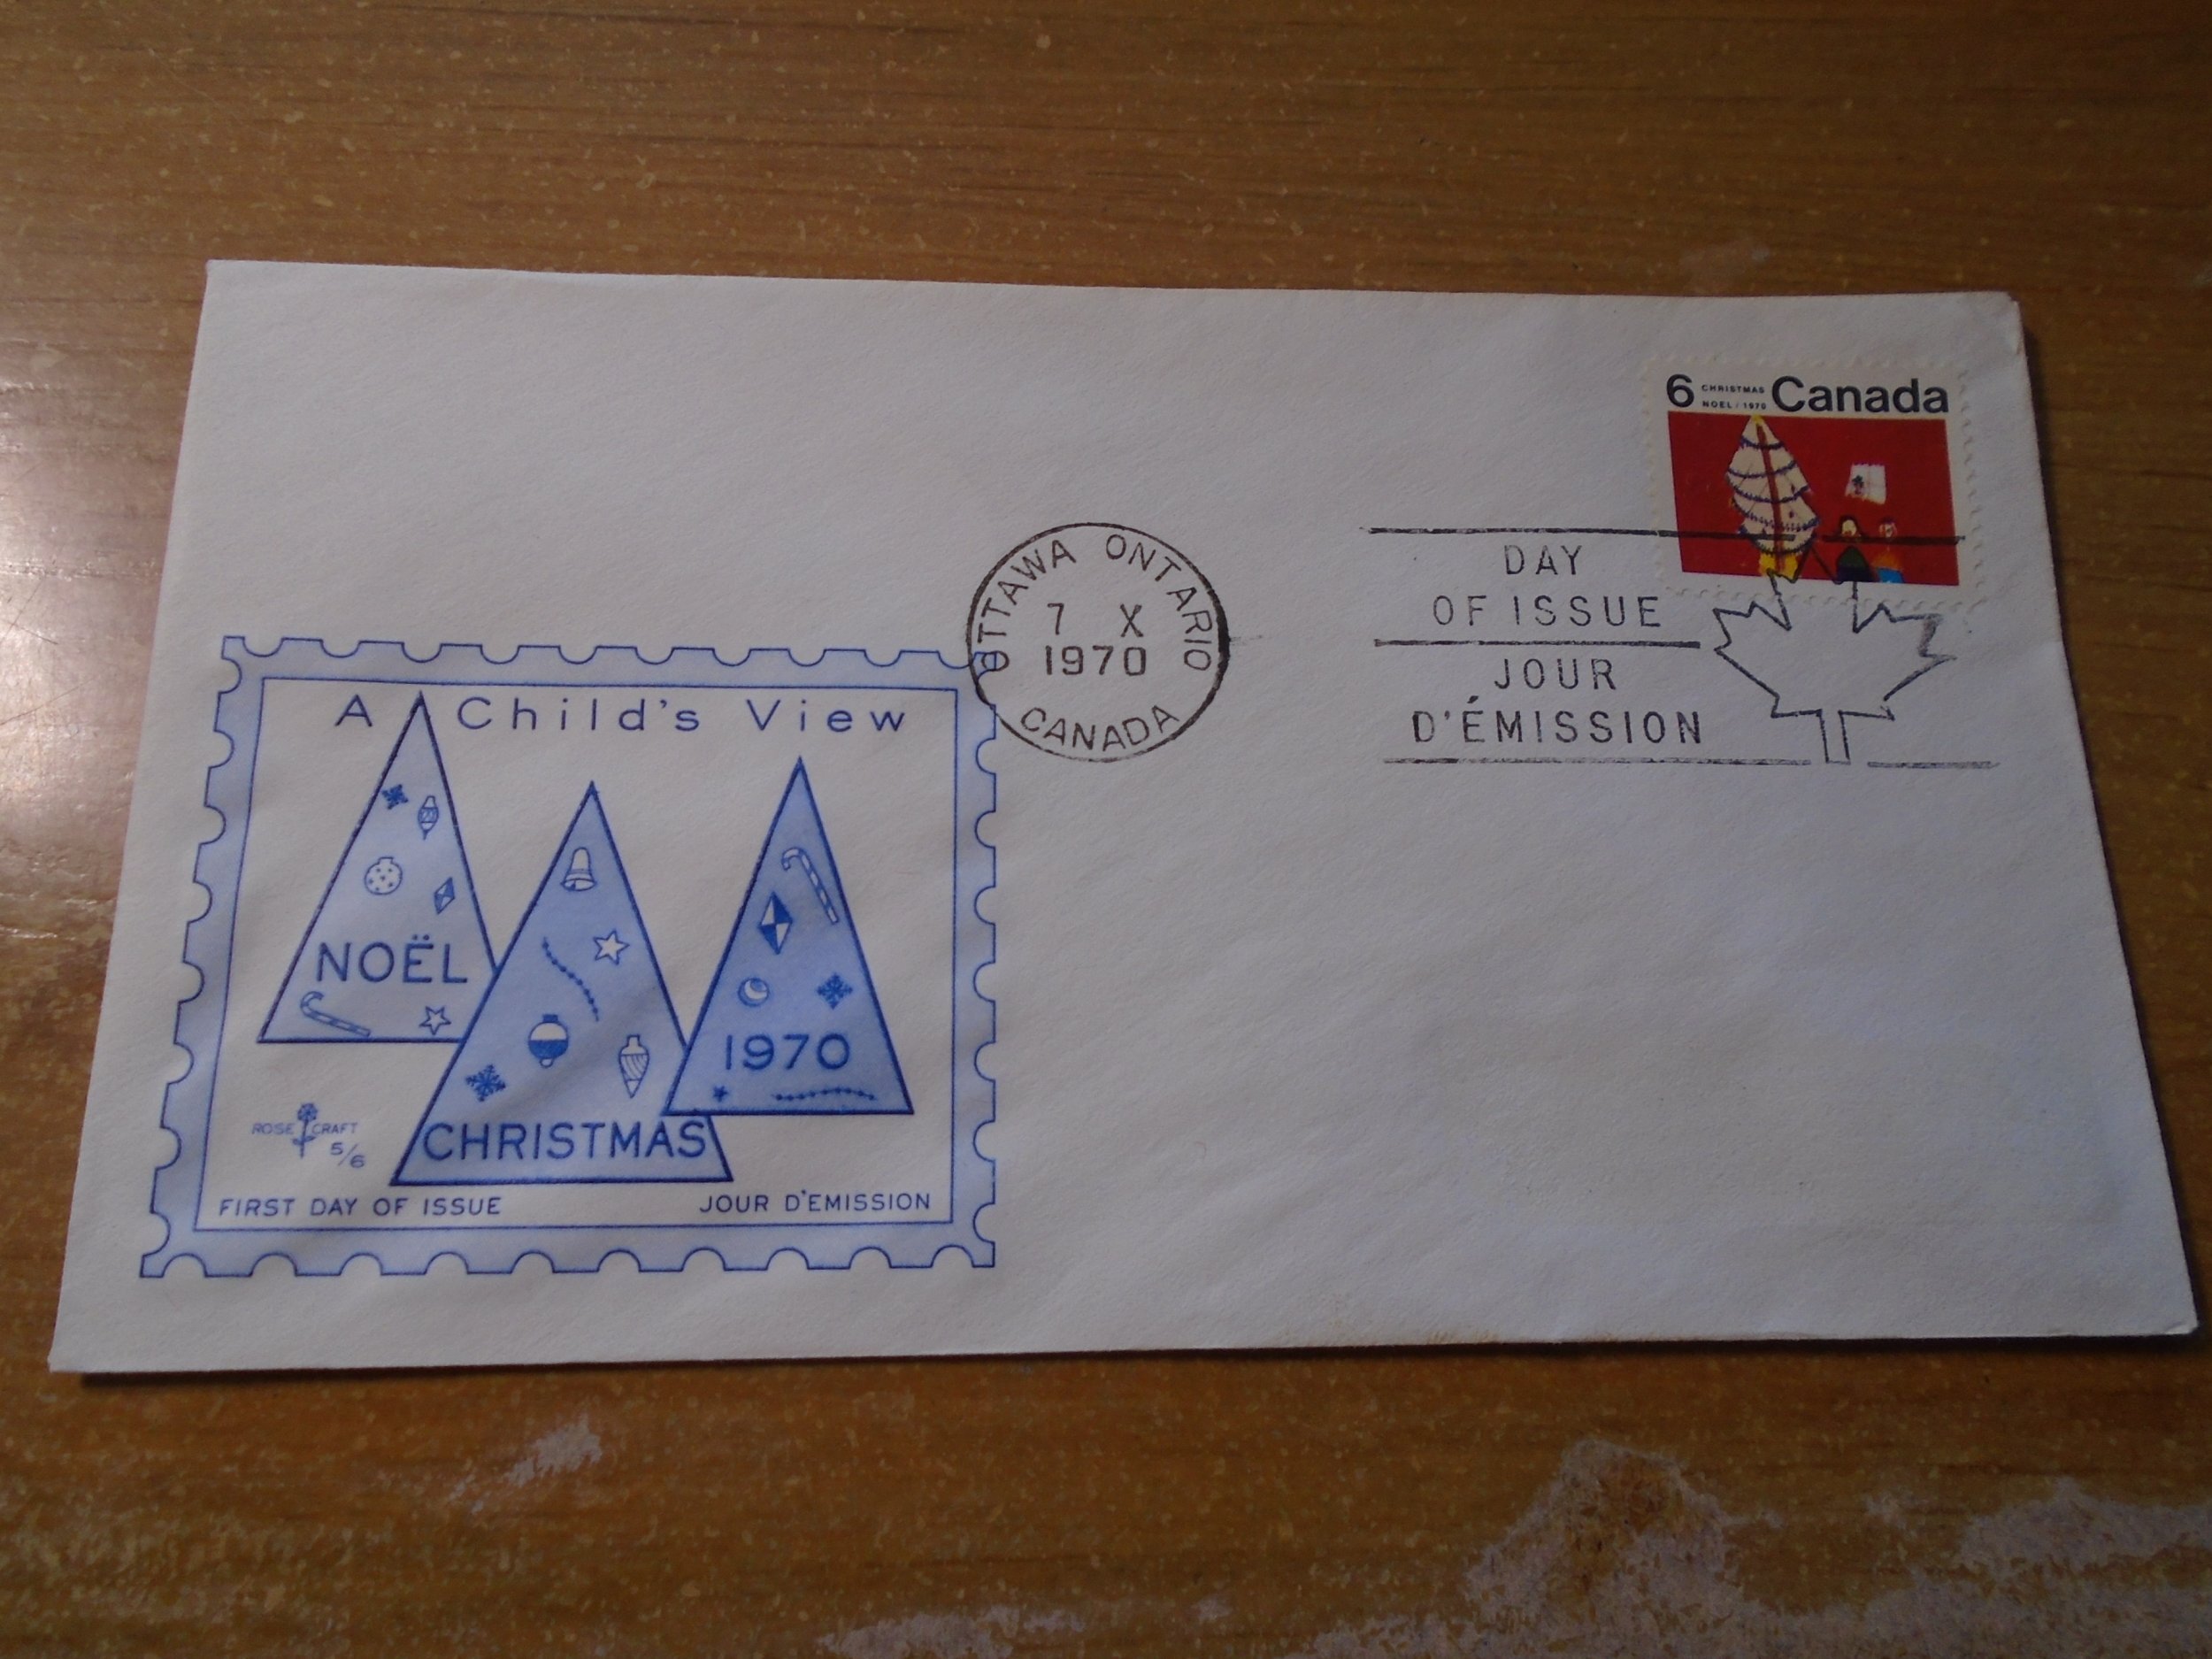 6 CHRISTMAS Canada
NOEL / 1970
OTTAWA ONTARIO
7 X
1970
CANADA
DAY
OF ISSUE
JOUR
D'ÉMISSION
A Child's View
NOËL
1970
CHRISTMAS
ROSE CRAFT
5/6
FIRST DAY OF ISSUE JOUR D'EMISSION